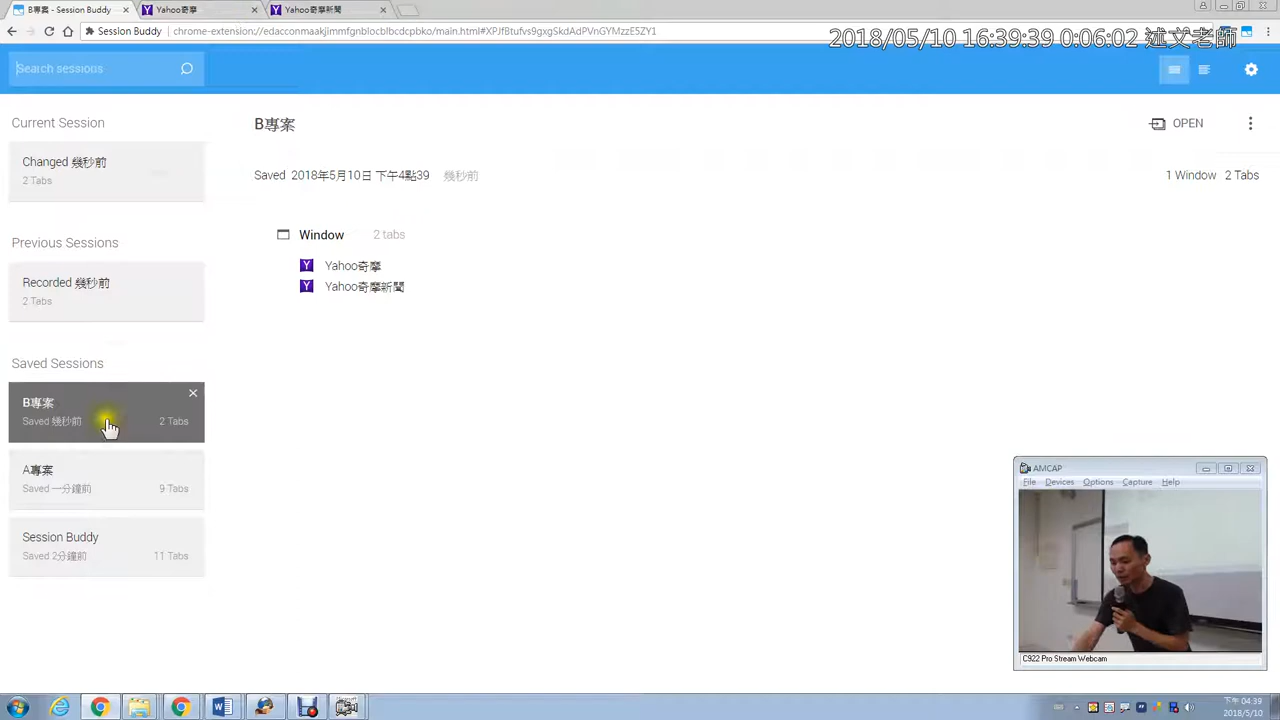 B專案 - Session Buddy
Yahoo奇摩
Yahoo奇摩新聞
Session Buddy
chrome-extension://edacconmaakjimmfgnblocblbcdcpbko/main.html#XPJfBtufvs9gxgSkdAdPVnGYMzzE5ZY1
2018/05/10 16:39:39 0:06:02 述文老師
Search sessions
Current Session
Changed 幾秒前
2 Tabs
Previous Sessions
Recorded 幾秒前
2 Tabs
Saved Sessions
B專案
Saved 幾秒前 2 Tabs
A專案
Saved 一分鐘前 9 Tabs
Session Buddy
Saved 2分鐘前 11 Tabs
B專案
OPEN
Saved 2018年5月10日 下午4點39 幾秒前
1 Window 2 Tabs
Window 2 tabs
Yahoo奇摩
Yahoo奇摩新聞
AMCAP
File Devices Options Capture Help
C922 Pro Stream Webcam
下午 04:39
2018/5/10